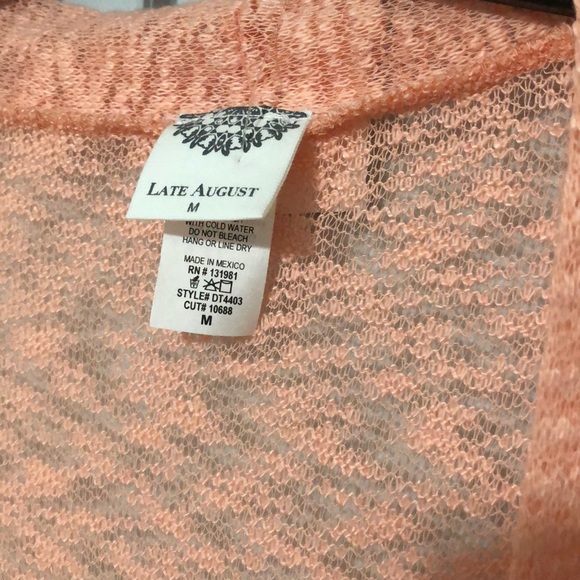 LATE AUGUST
M
WITH COLD WATER
DO NOT BLEACH
HANG OR LINE DRY
MADE IN MEXICO
RN # 131981
STYLE# DT4403
CUT# 10688
M